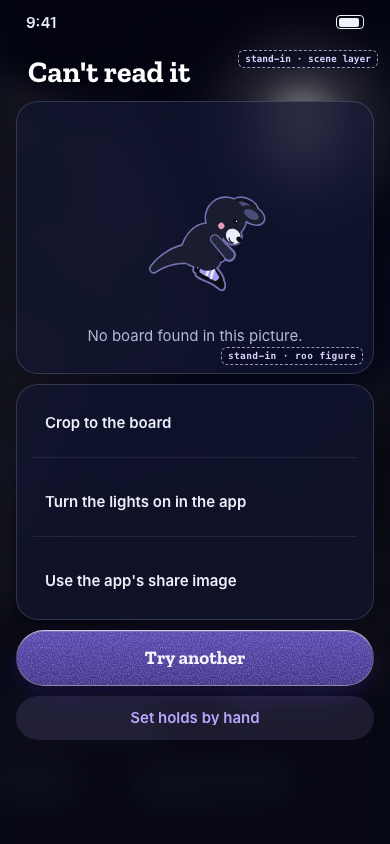 9:41
stand-in · scene layer
Can't read it
No board found in this picture.
stand-in · roo figure
Crop to the board
Turn the lights on in the app
Use the app's share image
Try another
Set holds by hand